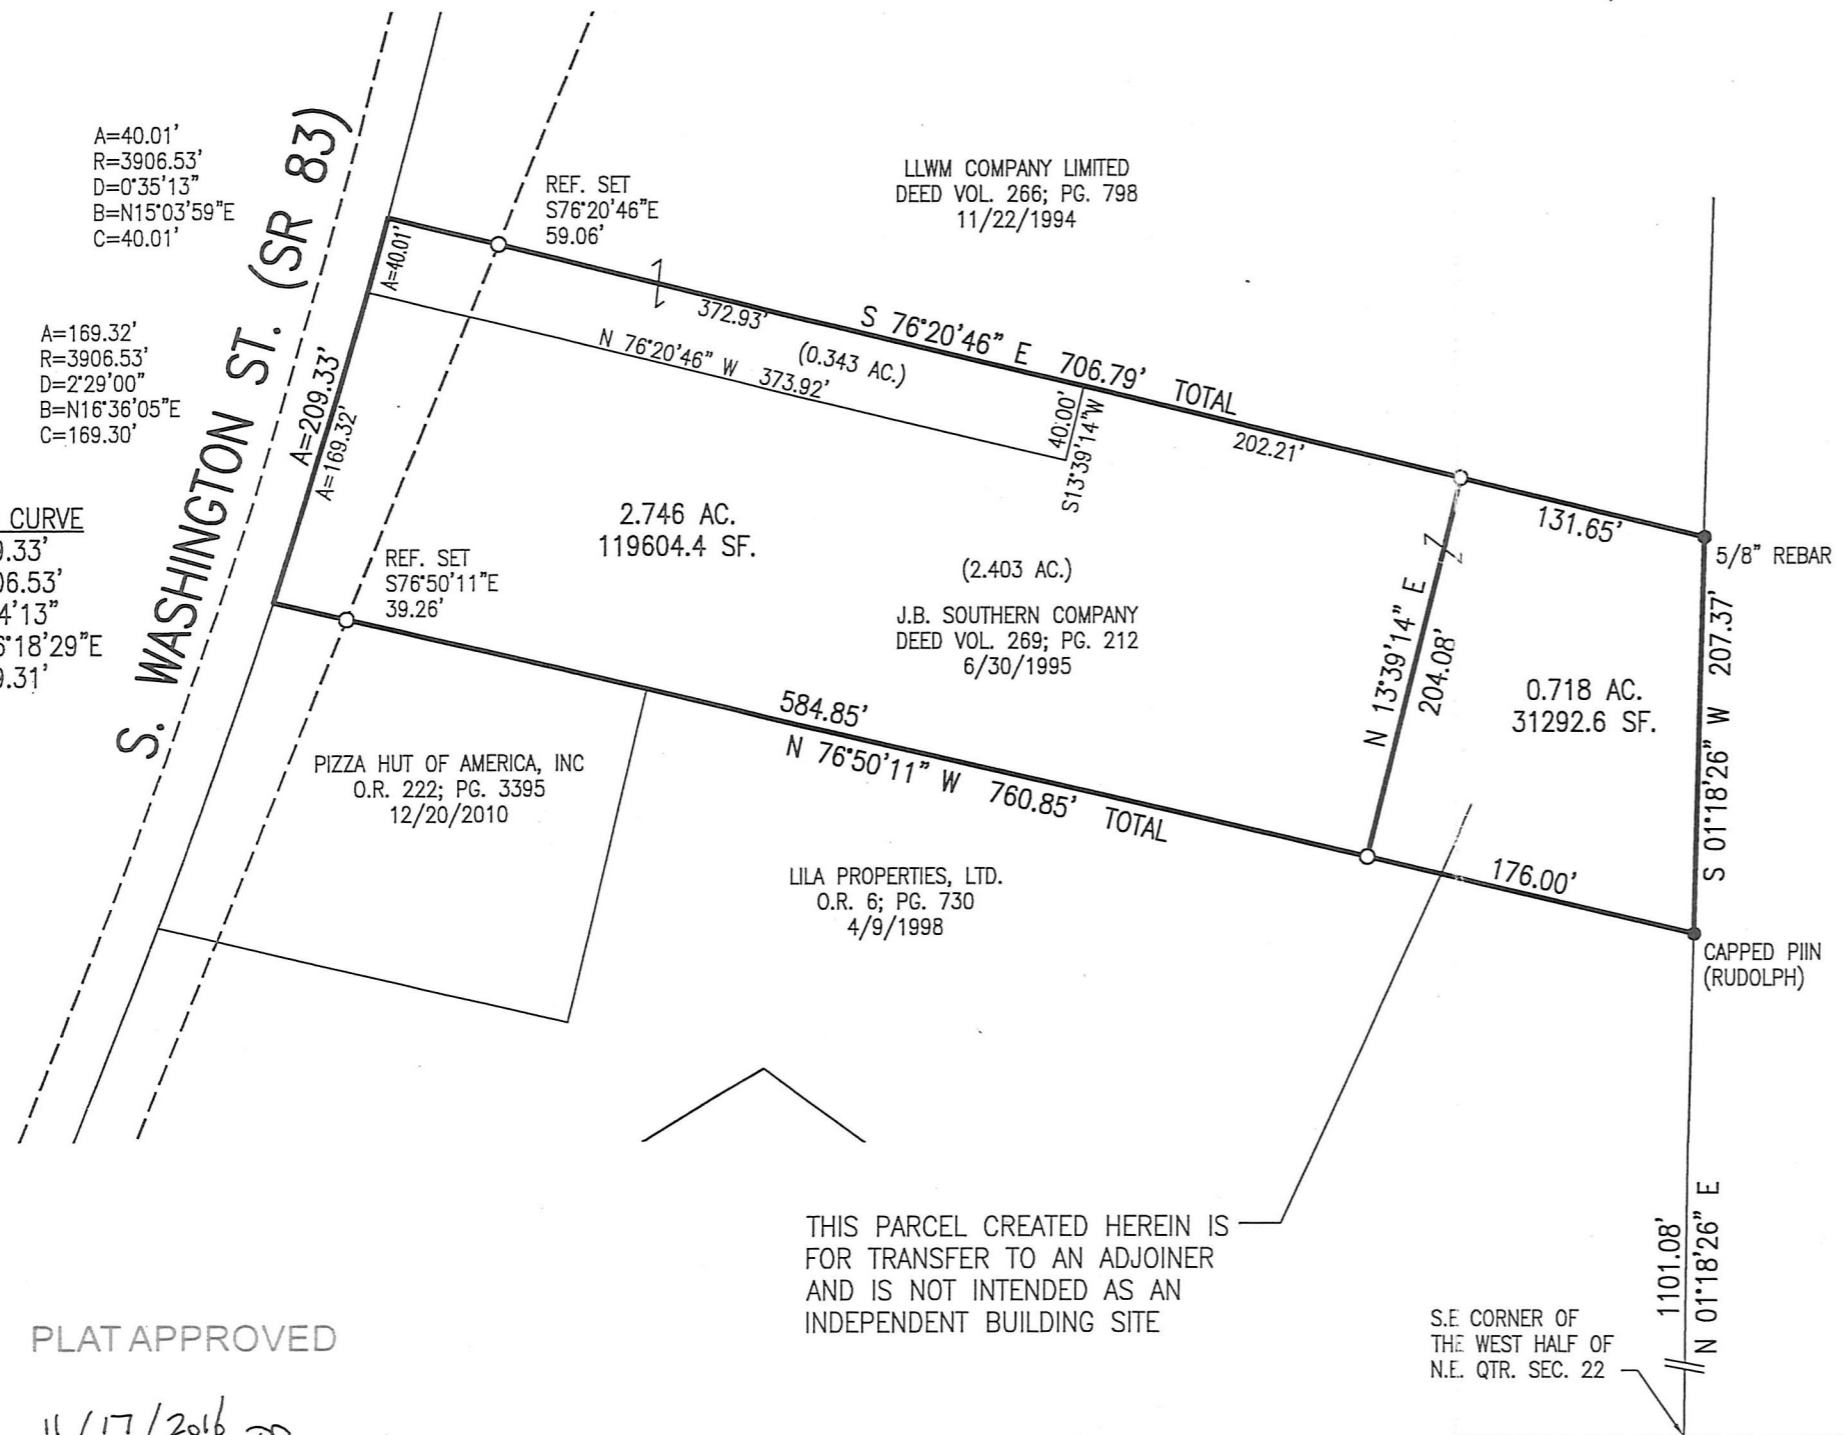 A=40.01'
R=3906.53'
D=0°35'13"
B=N15°03'59"E
C=40.01'
A=169.32'
R=3906.53'
D=2°29'00"
B=N16°36'05"E
C=169.30'
CURVE
9.33'
06.53'
4'13"
6°18'29"E
9.31'
S. WASHINGTON ST. (SR 83)
A=40.01'
A=209.33'
A=169.32'
REF. SET
S76°20'46"E
59.06'
LLWM COMPANY LIMITED
DEED VOL. 266; PG. 798
11/22/1994
372.93'
S 76°20'46" E 706.79' TOTAL
N 76°20'46" W 373.92'
(0.343 AC.)
40.00'
S13°39'14"W
202.21'
131.65'
5/8" REBAR
2.746 AC.
119604.4 SF.
REF. SET
S76°50'11"E
39.26'
(2.403 AC.)
J.B. SOUTHERN COMPANY
DEED VOL. 269; PG. 212
6/30/1995
N 13°39'14" E
204.08'
0.718 AC.
31292.6 SF.
S 01°18'26" W 207.37'
584.85'
N 76°50'11" W 760.85' TOTAL
176.00'
PIZZA HUT OF AMERICA, INC
O.R. 222; PG. 3395
12/20/2010
LILA PROPERTIES, LTD.
O.R. 6; PG. 730
4/9/1998
CAPPED PIIN
(RUDOLPH)
THIS PARCEL CREATED HEREIN IS
FOR TRANSFER TO AN ADJOINER
AND IS NOT INTENDED AS AN
INDEPENDENT BUILDING SITE
1101.08'
N 01°18'26" E
S.E CORNER OF
THE WEST HALF OF
N.E. QTR. SEC. 22
PLAT APPROVED
11/17/2016